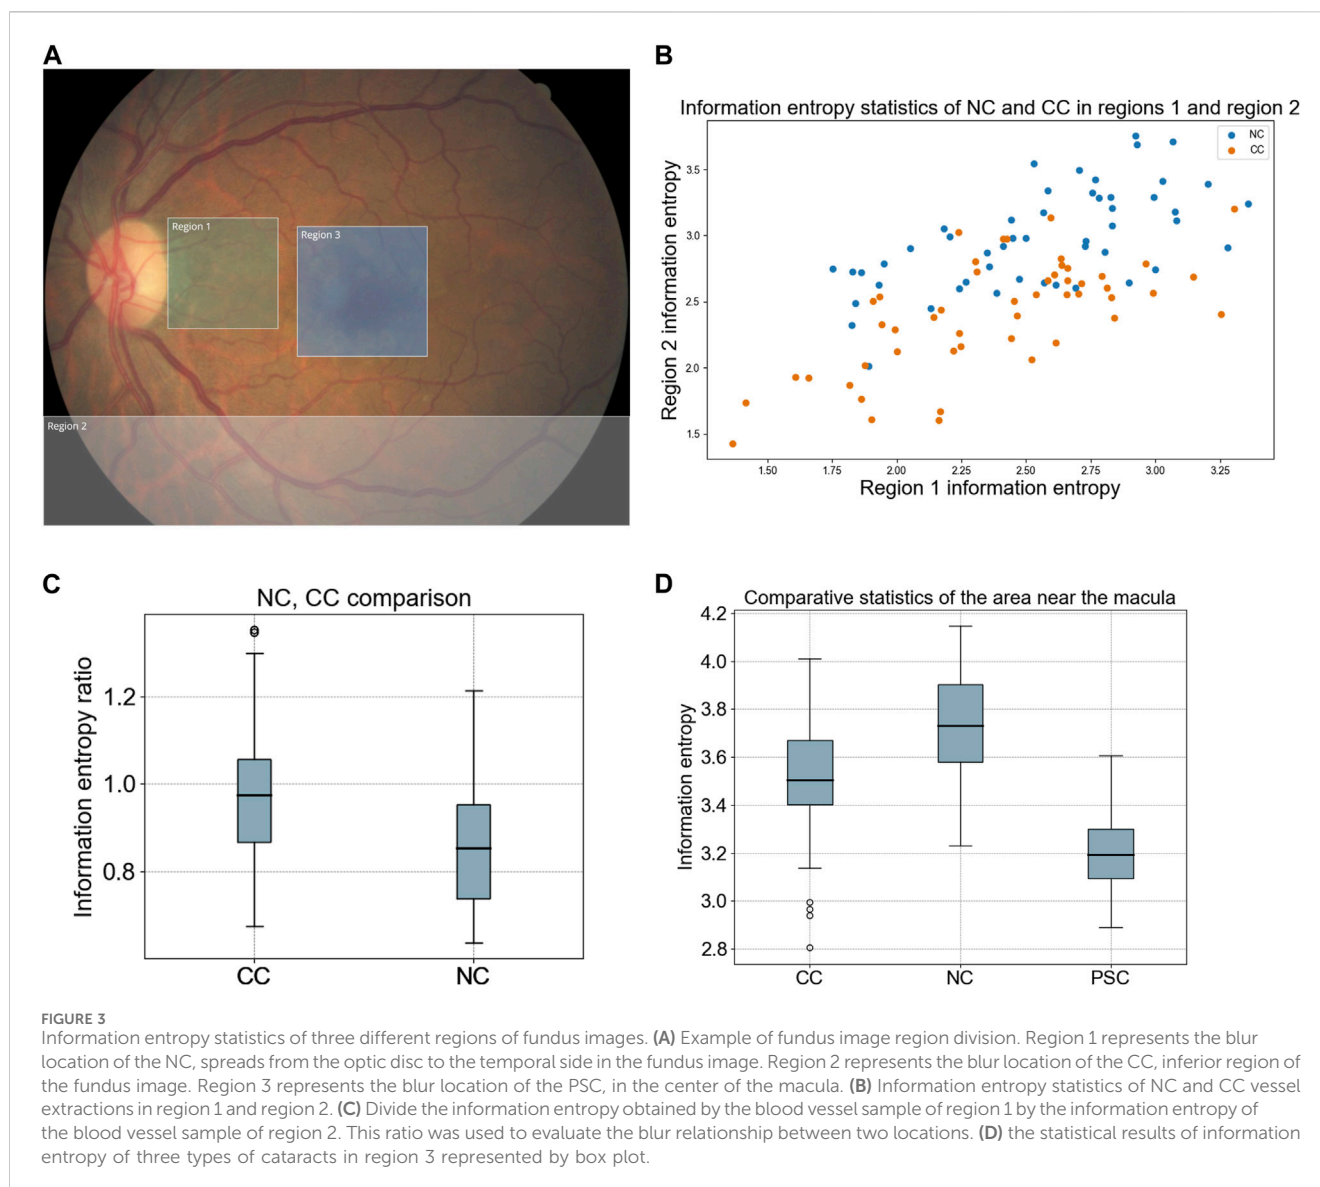 A
Region 1
Region 3
Region 2
B
Information entropy statistics of NC and CC in regions 1 and region 2
NC
CC
3.5
3.0
2.5
2.0
1.5
Region 2 information entropy
1.50 1.75 2.00 2.25 2.50 2.75 3.00 3.25
Region 1 information entropy
C
NC, CC comparison
Information entropy ratio
1.2
1.0
0.8
CC NC
D
Comparative statistics of the area near the macula
Information entropy
4.2
4.0
3.8
3.6
3.4
3.2
3.0
2.8
CC NC PSC
FIGURE 3
Information entropy statistics of three different regions of fundus images. (A) Example of fundus image region division. Region 1 represents the blur
location of the NC, spreads from the optic disc to the temporal side in the fundus image. Region 2 represents the blur location of the CC, inferior region of
the fundus image. Region 3 represents the blur location of the PSC, in the center of the macula. (B) Information entropy statistics of NC and CC vessel
extractions in region 1 and region 2. (C) Divide the information entropy obtained by the blood vessel sample of region 1 by the information entropy of
the blood vessel sample of region 2. This ratio was used to evaluate the blur relationship between two locations. (D) the statistical results of information
entropy of three types of cataracts in region 3 represented by box plot.